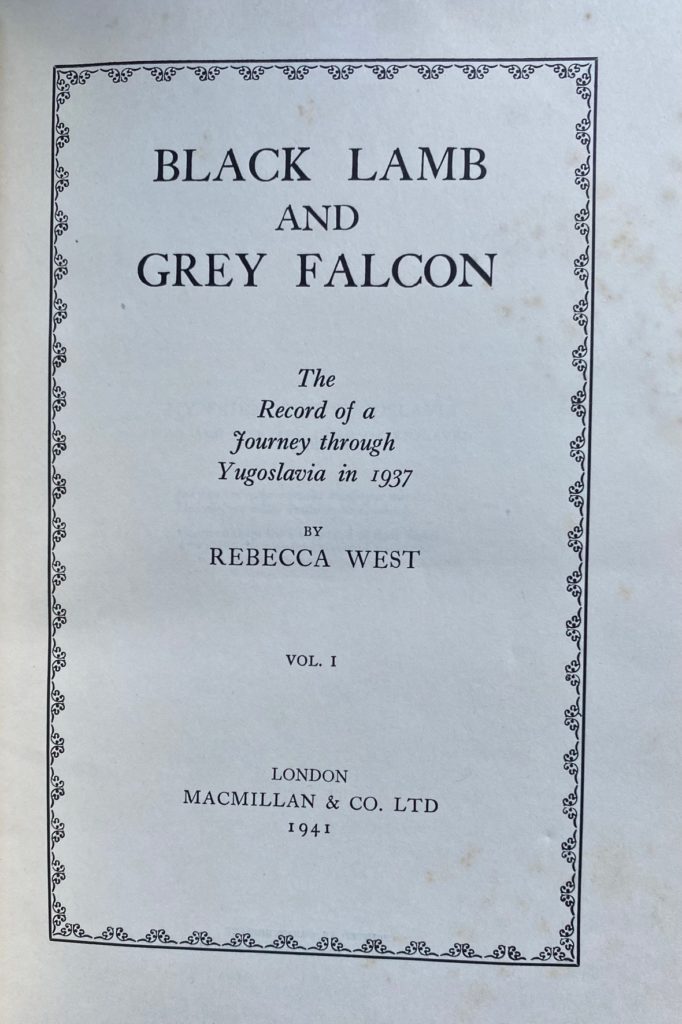 BLACK LAMB
AND
GREY FALCON
The
Record of a
Journey through
Yugoslavia in 1937
BY
REBECCA WEST
VOL. I
LONDON
MACMILLAN & CO. LTD
1941